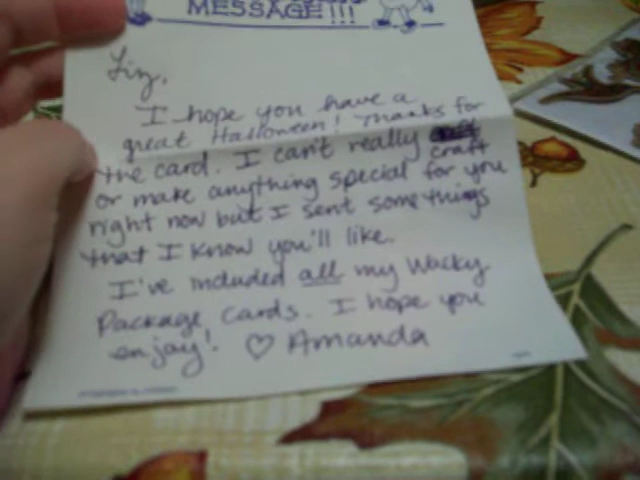 MESSAGE!!!
Liz,
I hope you have a
great Halloween! Thanks for
the card. I can't really
craft
or make anything special for you
right now but I sent some things
that I know you'll like.
I've included all my Wacky
Package cards. I hope you
enjoy! ♡ Amanda